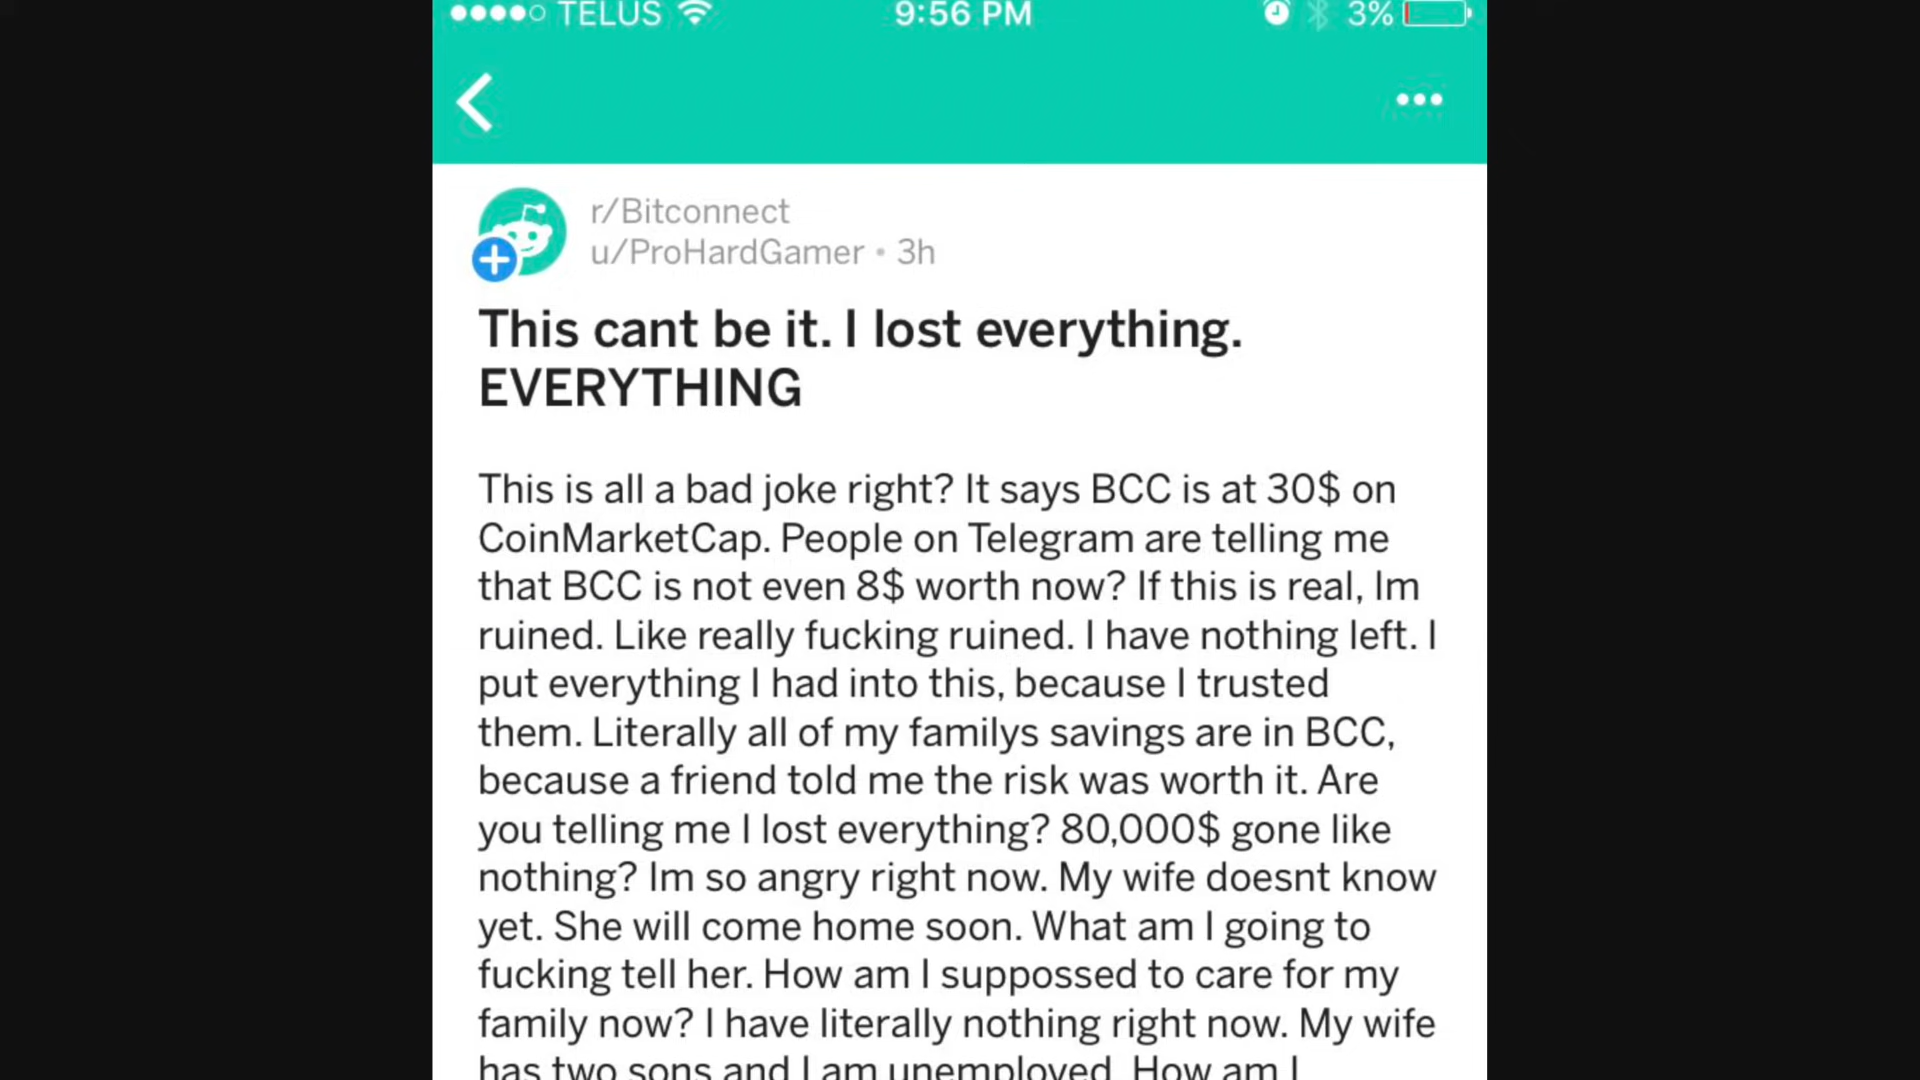 TELUS 9:56 PM 3%
r/Bitconnect
u/ProHardGamer • 3h
This cant be it. I lost everything.
EVERYTHING
This is all a bad joke right? It says BCC is at 30$ on
CoinMarketCap. People on Telegram are telling me
that BCC is not even 8$ worth now? If this is real, Im
ruined. Like really fucking ruined. I have nothing left. I
put everything I had into this, because I trusted
them. Literally all of my familys savings are in BCC,
because a friend told me the risk was worth it. Are
you telling me I lost everything? 80,000$ gone like
nothing? Im so angry right now. My wife doesnt know
yet. She will come home soon. What am I going to
fucking tell her. How am I suppossed to care for my
family now? I have literally nothing right now. My wife
has two sons and I am unemployed. How am I